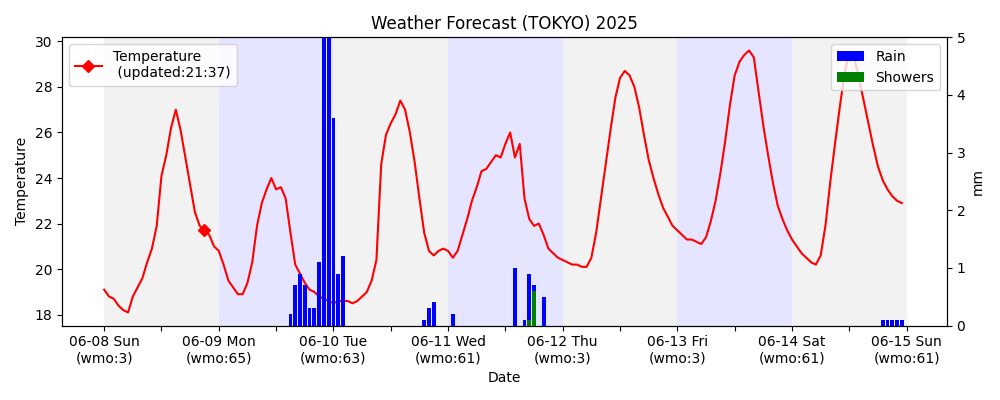 Weather Forecast (TOKYO) 2025
Temperature
(updated:21:37)
Rain
Showers
Temperature
30
28
26
24
22
20
18
5
4
3
2
1
0
mm
06-08 Sun
(wmo:3)
06-09 Mon
(wmo:65)
06-10 Tue
(wmo:63)
06-11 Wed
(wmo:61)
06-12 Thu
(wmo:3)
06-13 Fri
(wmo:3)
06-14 Sat
(wmo:61)
06-15 Sun
(wmo:61)
Date